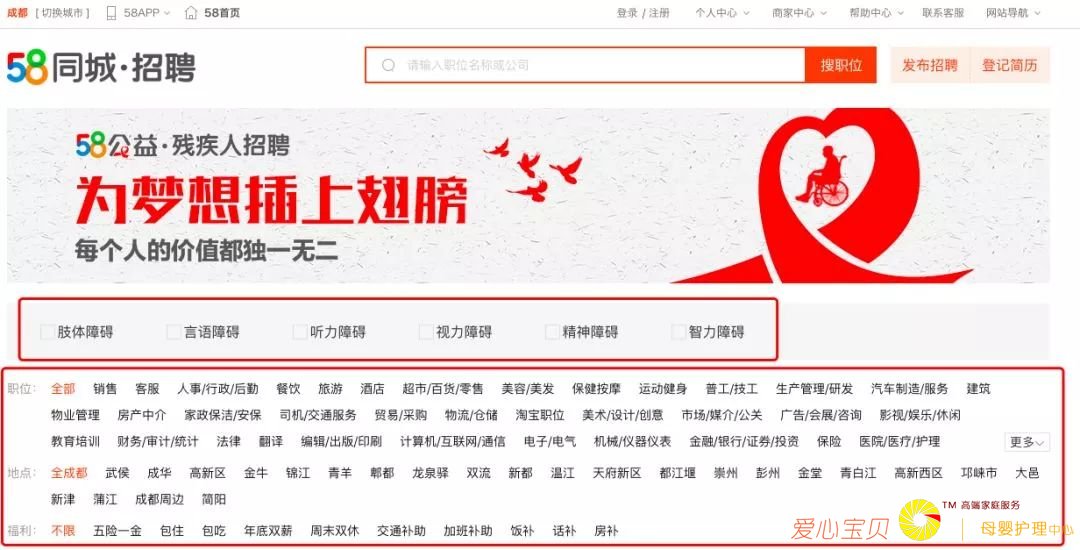 成都 [ 切换城市 ] 58APP 58首页 登录 / 注册 个人中心 商家中心 帮助中心 联系客服 网站导航
58同城·招聘 请输入职位名称或公司 搜职位 发布招聘 登记简历
58公益·残疾人招聘
为梦想插上翅膀
每个人的价值都独一无二
肢体障碍 言语障碍 听力障碍 视力障碍 精神障碍 智力障碍
职位: 全部 销售 客服 人事/行政/后勤 餐饮 旅游 酒店 超市/百货/零售 美容/美发 保健按摩 运动健身 普工/技工 生产管理/研发 汽车制造/服务 建筑
物业管理 房产中介 家政保洁/安保 司机/交通服务 贸易/采购 物流/仓储 淘宝职位 美术/设计/创意 市场/媒介/公关 广告/会展/咨询 影视/娱乐/休闲
教育培训 财务/审计/统计 法律 翻译 编辑/出版/印刷 计算机/互联网/通信 电子/电气 机械/仪器仪表 金融/银行/证券/投资 保险 医院/医疗/护理 更多
地点: 全成都 武侯 成华 高新区 金牛 锦江 青羊 郫都 龙泉驿 双流 新都 温江 天府新区 都江堰 崇州 彭州 金堂 青白江 高新西区 邛崃市 大邑
新津 蒲江 成都周边 简阳
福利: 不限 五险一金 包住 包吃 年底双薪 周末双休 交通补助 加班补助 饭补 话补 房补
爱心宝贝 TM 高端家庭服务 母婴护理中心